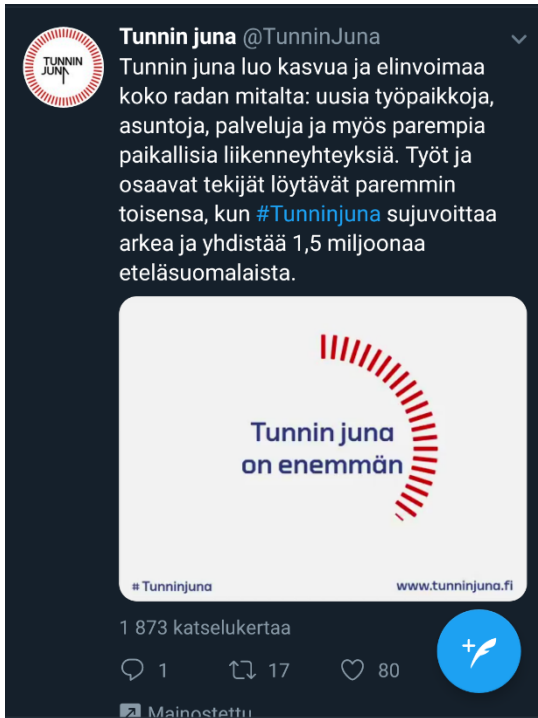 TUNNIN
JUNA
Tunnin juna @TunninJuna
Tunnin juna luo kasvua ja elinvoimaa
koko radan mitalta: uusia työpaikkoja,
asuntoja, palveluja ja myös parempia
paikallisia liikenneyhteyksiä. Työt ja
osaavat tekijät löytävät paremmin
toisensa, kun #Tunninjuna sujuvoittaa
arkea ja yhdistää 1,5 miljoonaa
eteläsuomalaista.
Tunnin juna
on enemmän
# Tunninjuna
www.tunninjuna.fi
1 873 katselukertaa
1 17 80
Mainostettu